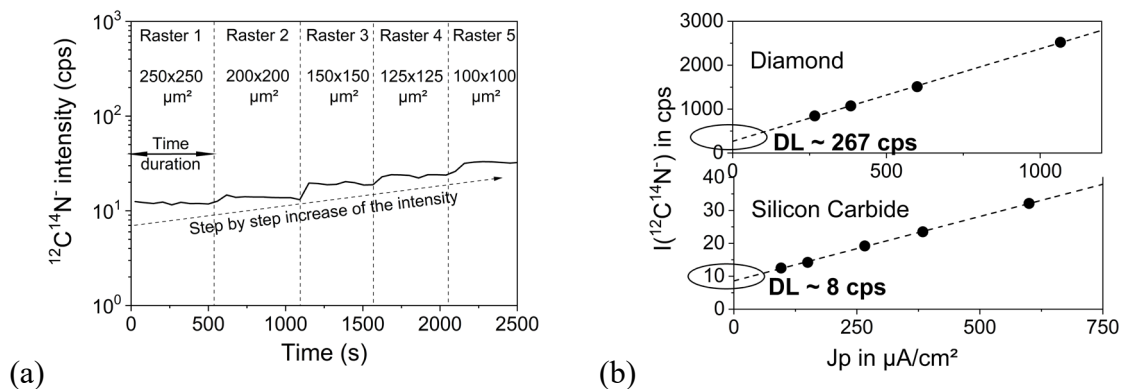 Raster 1 Raster 2 Raster 3 Raster 4 Raster 5
250x250 200x200 150x150 125x125 100x100
µm² µm² µm² µm² µm²
Time
duration
Step by step increase of the intensity
10³
10²
10¹
10⁰
¹²C¹⁴N⁻ intensity (cps)
0 500 1000 1500 2000 2500
Time (s)
(a)
3000
2000
1000
0
Diamond
DL ~ 267 cps
0 500 1000
40
30
20
10
0
Silicon Carbide
DL ~ 8 cps
I(¹²C¹⁴N⁻) in cps
0 250 500 750
Jp in µA/cm²
(b)